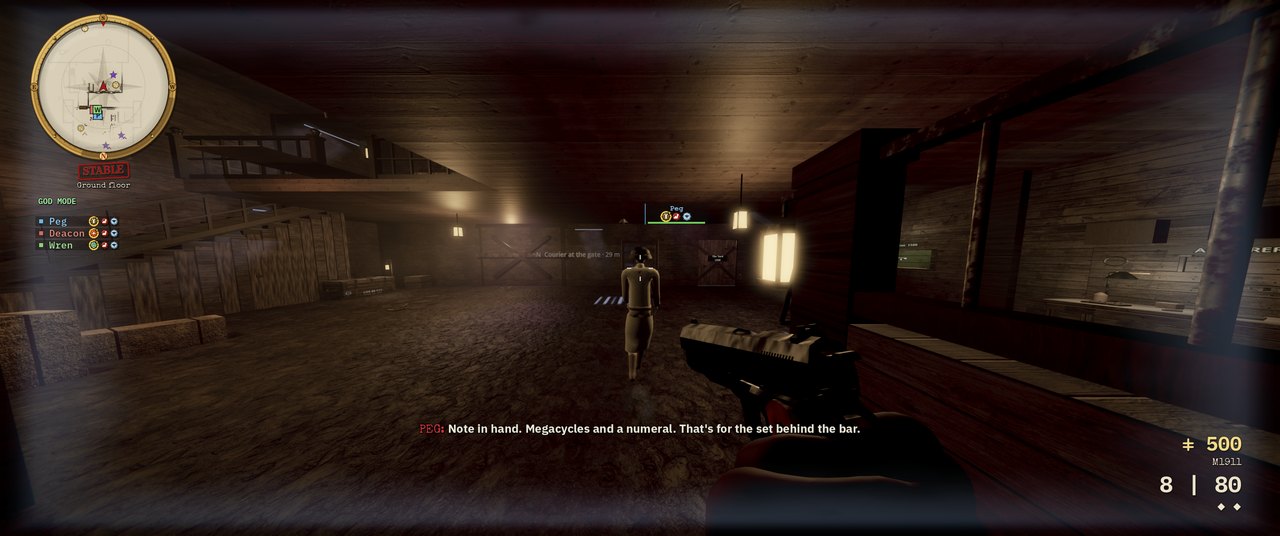 N
STABLE
Ground floor
GOD MODE
Peg
Deacon
Wren
Peg
N Courier at the gate · 29 m
PEG: Note in hand. Megacycles and a numeral. That's for the set behind the bar.
500
M1911
8 | 80